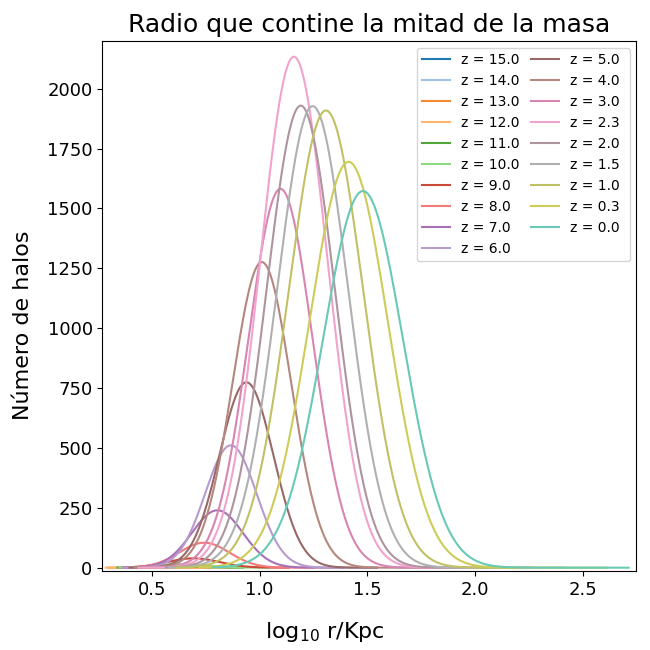 Radio que contine la mitad de la masa
z = 15.0
z = 14.0
z = 13.0
z = 12.0
z = 11.0
z = 10.0
z = 9.0
z = 8.0
z = 7.0
z = 6.0
z = 5.0
z = 4.0
z = 3.0
z = 2.3
z = 2.0
z = 1.5
z = 1.0
z = 0.3
z = 0.0
Número de halos
2000
1750
1500
1250
1000
750
500
250
0
0.5 1.0 1.5 2.0 2.5
log₁₀ r/Kpc